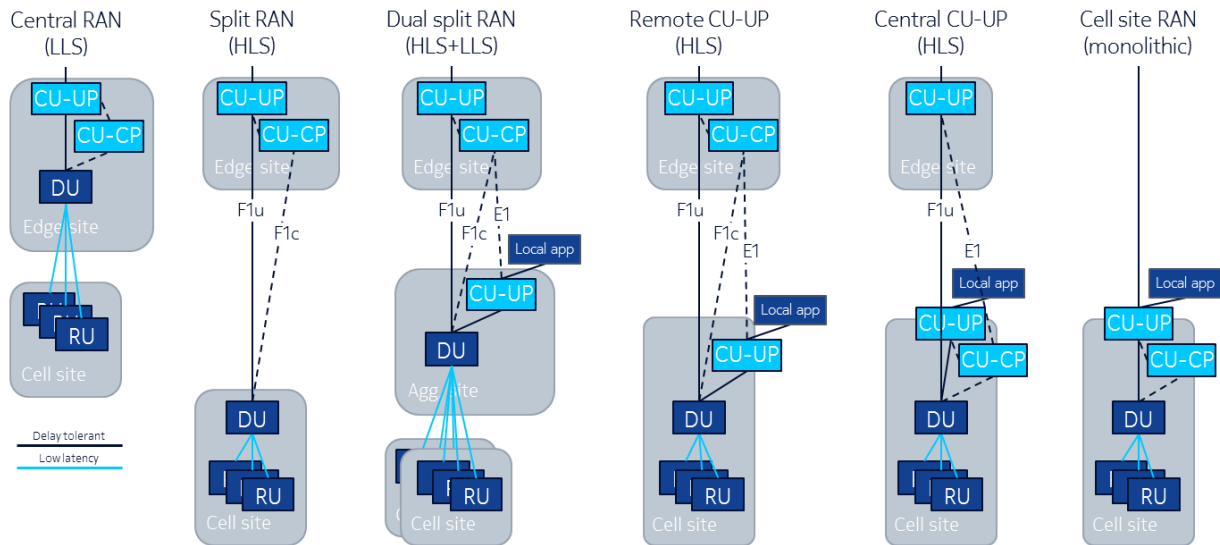 Central RAN
(LLS)
CU-UP
CU-CP
DU
Edge site
RU
Cell site
Delay tolerant
Low latency
Split RAN
(HLS)
CU-UP
CU-CP
Edge site
F1u
F1c
DU
RU
Cell site
Dual split RAN
(HLS+LLS)
CU-UP
CU-CP
Edge site
F1u
F1c
E1
Local app
CU-UP
DU
Agg. site
RU
Cell site
Remote CU-UP
(HLS)
CU-UP
CU-CP
Edge site
F1u
F1c
E1
Local app
CU-UP
DU
RU
Cell site
Central CU-UP
(HLS)
CU-UP
Edge site
F1u
E1
Local app
CU-UP
CU-CP
DU
RU
Cell site
Cell site RAN
(monolithic)
Local app
CU-UP
CU-CP
DU
RU
Cell site